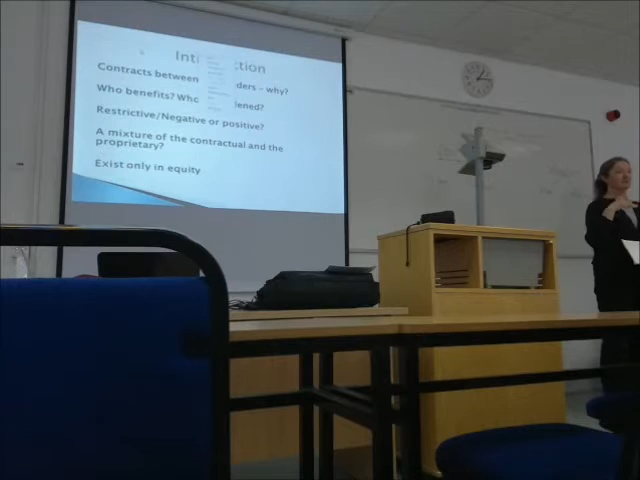 Contracts between ders – why?
Who benefits? ened?
Restrictive/Negative or positive?
A mixture of the contractual and the
proprietary?
Exist only in equity